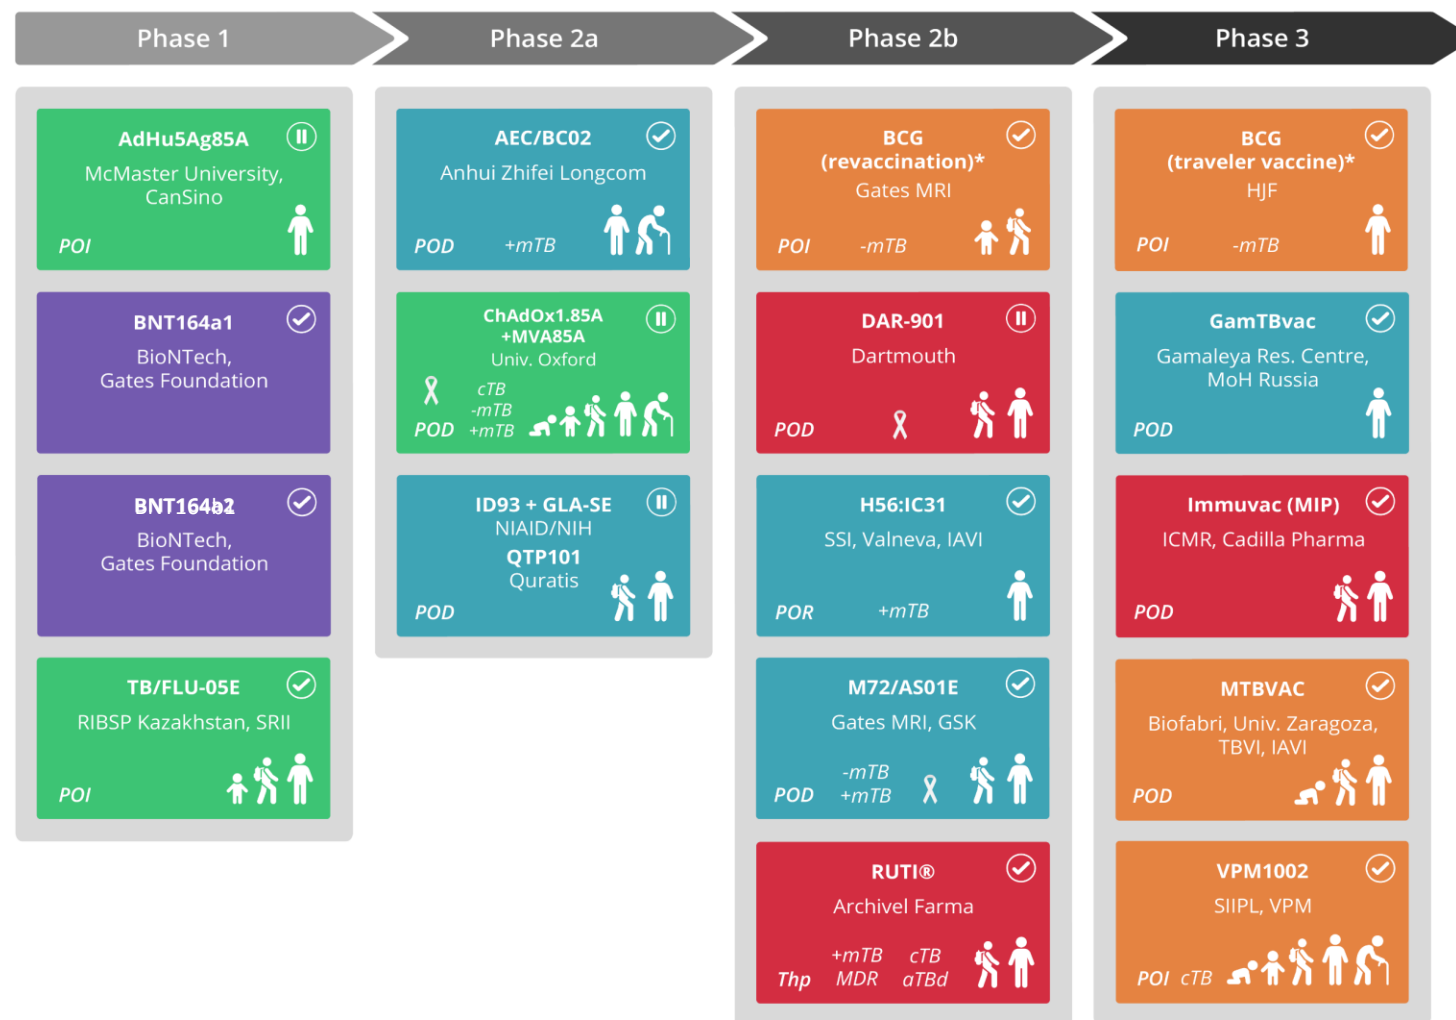 Phase 1
Phase 2a
Phase 2b
Phase 3
AdHu5Ag85A
McMaster University,
CanSino
POI
BNT164a1
BioNTech,
Gates Foundation
BioNTech,
Gates Foundation
TB/FLU-05E
RIBSP Kazakhstan, SRII
POI
AEC/BC02
Anhui Zhifei Longcom
POD +mTB
ChAdOx1.85A
+MVA85A
Univ. Oxford
cTB
-mTB
POD +mTB
ID93 + GLA-SE
NIAID/NIH
QTP101
Quratis
POD
BCG
(revaccination)*
Gates MRI
POI -mTB
DAR-901
Dartmouth
POD
H56:IC31
SSI, Valneva, IAVI
POR +mTB
M72/AS01E
Gates MRI, GSK
-mTB
POD +mTB
RUTI®
Archivel Farma
+mTB cTB
Thp MDR aTBd
BCG
(traveler vaccine)*
HJF
POI -mTB
GamTBvac
Gamaleya Res. Centre,
MoH Russia
POD
Immuvac (MIP)
ICMR, Cadilla Pharma
POD
MTBVAC
Biofabri, Univ. Zaragoza,
TBVI, IAVI
POD
VPM1002
SIIPL, VPM
POI cTB